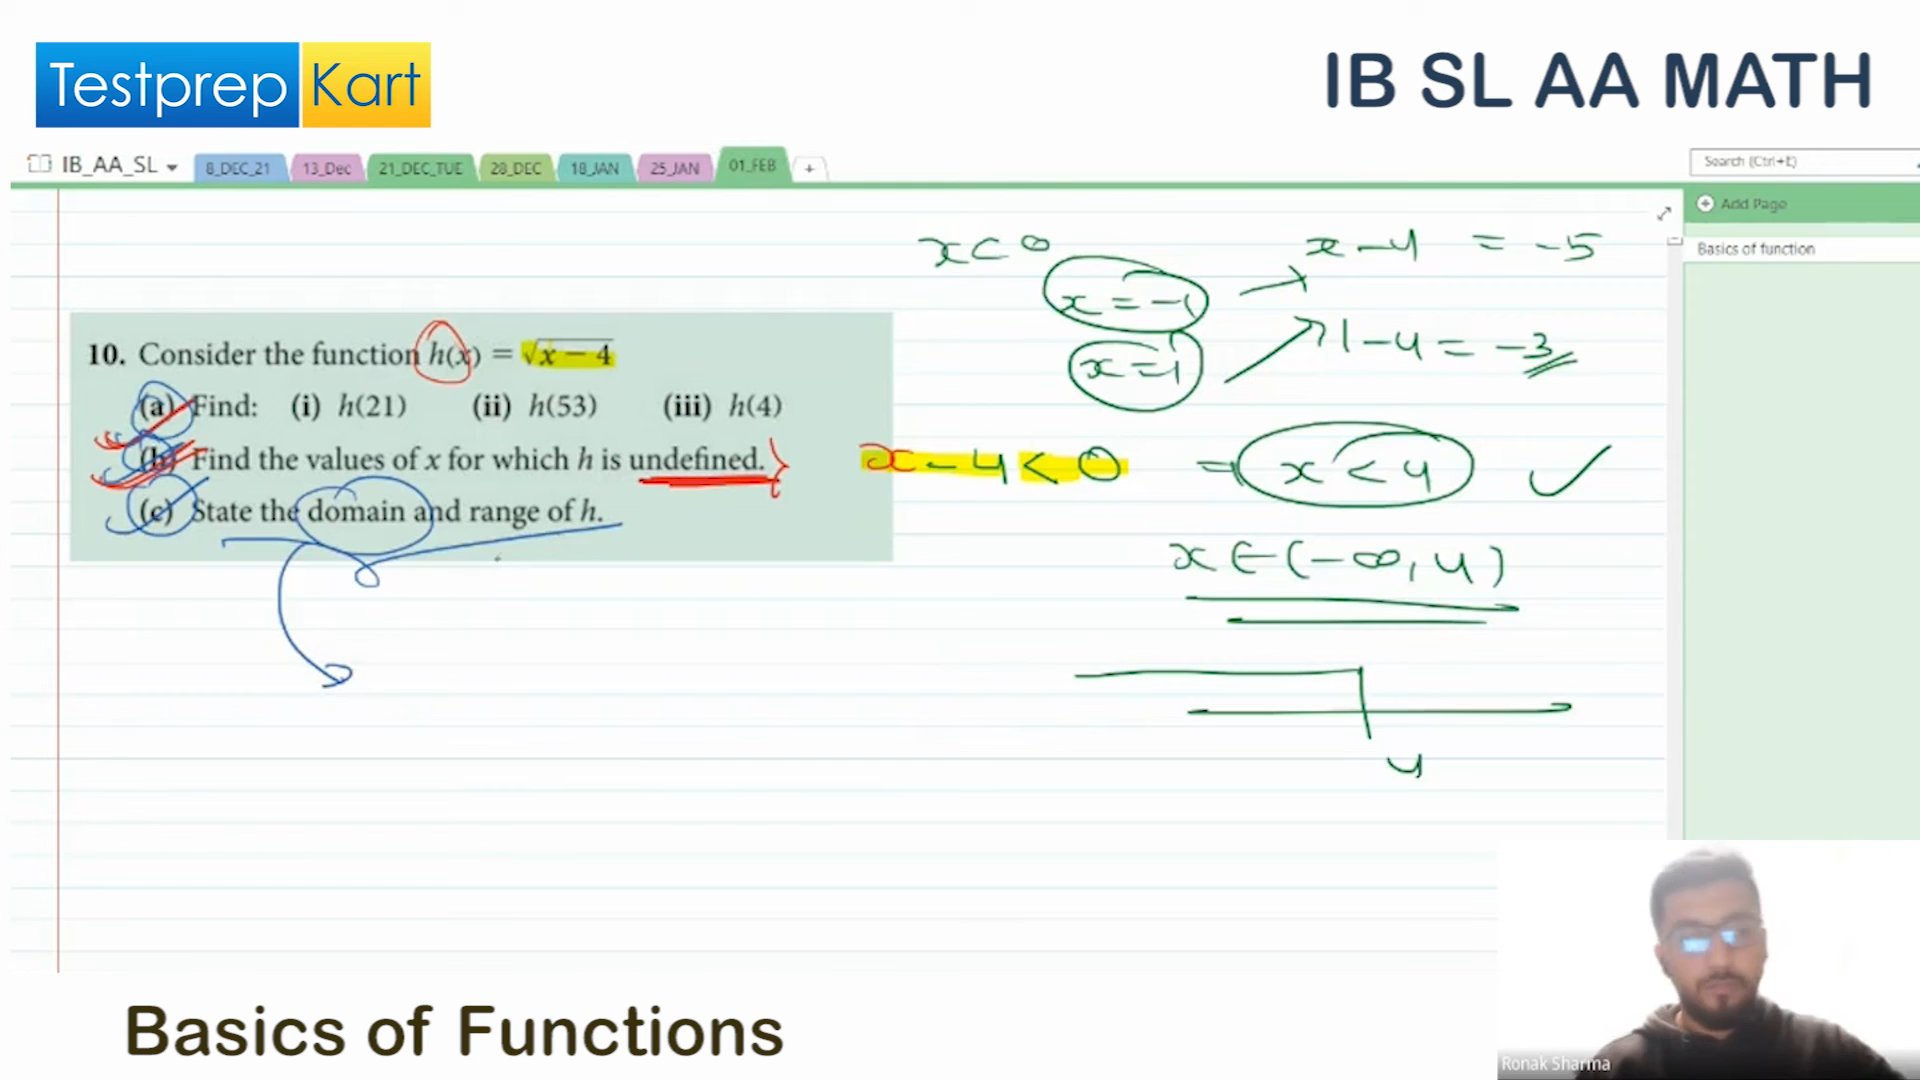 Testprep Kart
IB SL AA MATH
IB_AA_SL
8_DEC_21
13_Dec
21_DEC_TUE
28_DEC
18_JAN
25_JAN
01_FEB
+
Search (Ctrl+E)
Add Page
Basics of function
10. Consider the function h(x) = √x − 4
(a) Find: (i) h(21) (ii) h(53) (iii) h(4)
(b) Find the values of x for which h is undefined.
(c) State the domain and range of h.
x < 0
x = -1
x - 4 = -5
x = 1
1 - 4 = -3
x - 4 < 0 ⇒ x < 4
x ∈ (-∞, 4)
4
Basics of Functions
Ronak Sharma